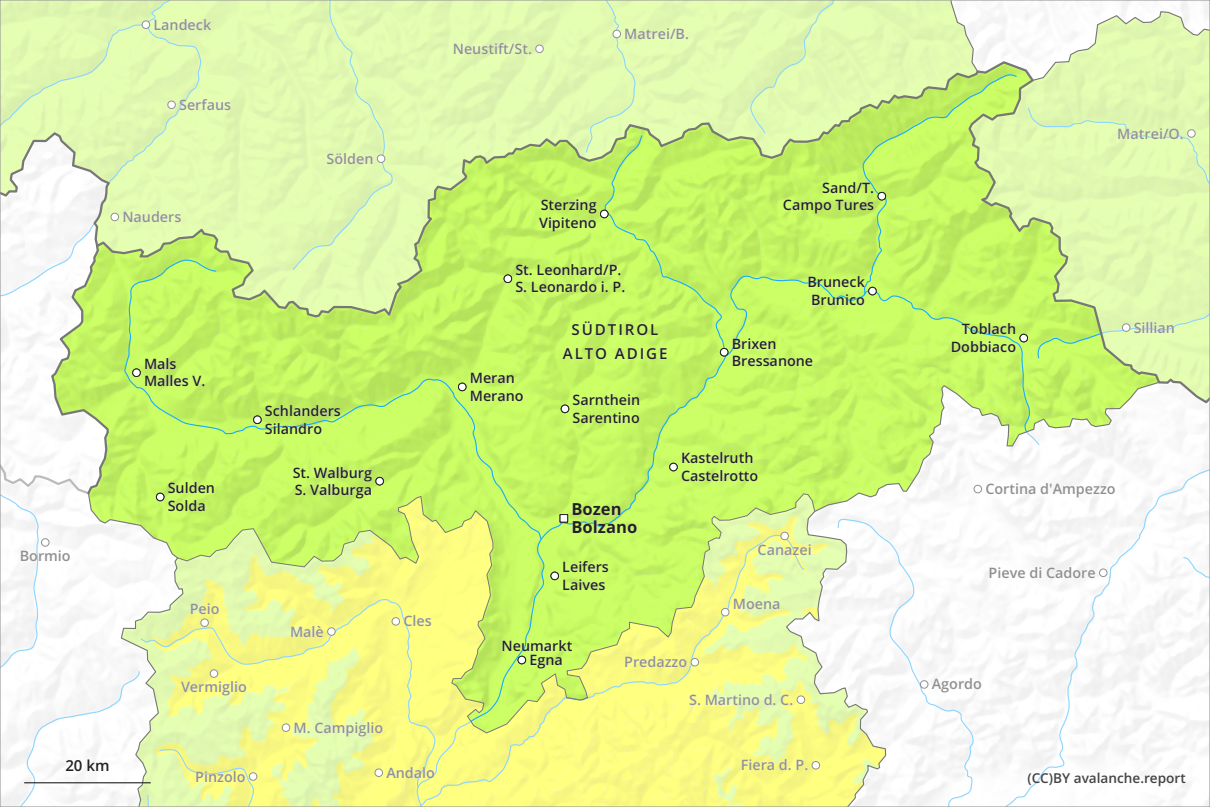 Landeck
Neustift/St.
Matrei/B.
Serfaus
Matrei/O.
Sölden
Nauders
Sand/T.
Campo Tures
Sterzing
Vipiteno
St. Leonhard/P.
S. Leonardo i. P.
Bruneck
Brunico
SÜDTIROL
ALTO ADIGE
Toblach
Dobbiaco
Sillian
Brixen
Bressanone
Mals
Malles V.
Meran
Merano
Schlanders
Silandro
Sarnthein
Sarentino
Kastelruth
Castelrotto
St. Walburg
S. Valburga
Sulden
Solda
Cortina d'Ampezzo
Bozen
Bolzano
Bormio
Canazei
Leifers
Laives
Pieve di Cadore
Peio
Moena
Malè
Cles
Neumarkt
Egna
Predazzo
Vermiglio
Agordo
S. Martino d. C.
M. Campiglio
20 km
Pinzolo
Andalo
Fiera d. P.
(CC)BY avalanche.report